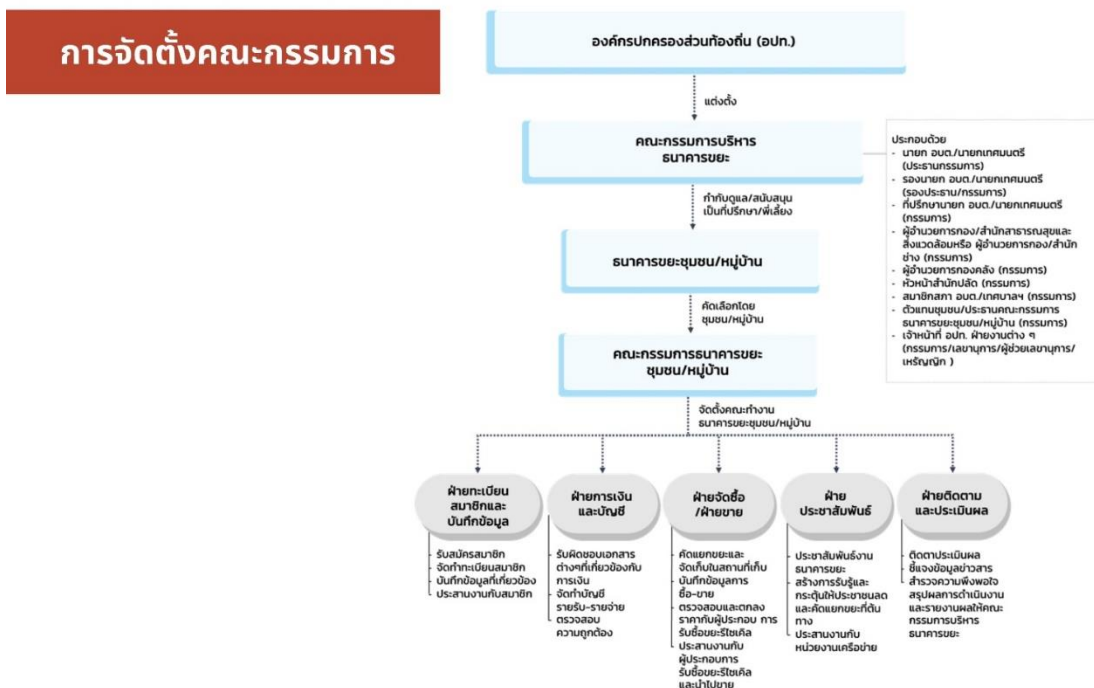 การจัดตั้งคณะกรรมการ
องค์กรปกครองส่วนท้องถิ่น (อปท.)
แต่งตั้ง
คณะกรรมการบริหาร
ธนาคารขยะ
ประกอบด้วย
- นายก อบต./นายกเทศมนตรี
(ประธานกรรมการ)
- รองนายก อบต./นายกเทศมนตรี
(รองประธาน/กรรมการ)
- ที่ปรึกษานายก อบต./นายกเทศมนตรี
(กรรมการ)
- ผู้อำนวยการกอง/สำนักสาธารณสุขและ
สิ่งแวดล้อมหรือ ผู้อำนวยการกอง/สำนัก
ช่าง (กรรมการ)
- ผู้อำนวยการกองคลัง (กรรมการ)
- หัวหน้าสำนักปลัด (กรรมการ)
- สมาชิกสภา อบต./เทศบาลฯ (กรรมการ)
- ตัวแทนชุมชน/ประธานคณะกรรมการ
ธนาคารขยะชุมชน/หมู่บ้าน (กรรมการ)
- เจ้าหน้าที่ อปท. ฝ่ายงานต่าง ๆ
(กรรมการ/เลขานุการ/ผู้ช่วยเลขานุการ/
เหรัญญิก )
กำกับดูแล/สนับสนุน
เป็นที่ปรึกษา/พี่เลี้ยง
ธนาคารขยะชุมชน/หมู่บ้าน
คัดเลือกโดย
ชุมชน/หมู่บ้าน
คณะกรรมการธนาคารขยะ
ชุมชน/หมู่บ้าน
จัดตั้งคณะทำงาน
ธนาคารขยะชุมชน/หมู่บ้าน
ฝ่ายทะเบียน
สมาชิกและ
บันทึกข้อมูล
- รับสมัครสมาชิก
- จัดทำทะเบียนสมาชิก
- บันทึกข้อมูลที่เกี่ยวข้อง
- ประสานงานกับสมาชิก
ฝ่ายการเงิน
และบัญชี
- รับผิดชอบเอกสาร
ต่างๆที่เกี่ยวข้องกับ
การเงิน
- จัดทำบัญชี
รายรับ-รายจ่าย
- ตรวจสอบ
ความถูกต้อง
ฝ่ายจัดซื้อ
/ฝ่ายขาย
- คัดแยกขยะและ
จัดเก็บในสถานที่เก็บ
- บันทึกข้อมูลการ
ซื้อ-ขาย
- ตรวจสอบและตกลง
ราคากับผู้ประกอบ การ
รับซื้อขยะรีไซเคิล
- ประสานงานกับ
ผู้ประกอบการ
รับซื้อขยะรีไซเคิล
และนำไปขาย
ฝ่าย
ประชาสัมพันธ์
- ประชาสัมพันธ์งาน
ธนาคารขยะ
- สร้างการรับรู้และ
กระตุ้นให้ประชาชนลด
และคัดแยกขยะที่ต้น
ทาง
- ประสานงานกับ
หน่วยงานเครือข่าย
ฝ่ายติดตาม
และประเมินผล
- ติดตาประเมินผล
- ชี้แจงข้อมูลข่าวสาร
- สำรวจความพึงพอใจ
- สรุปผลการดำเนินงาน
และรายงานผลให้คณะ
กรรมการบริหาร
ธนาคารขยะ